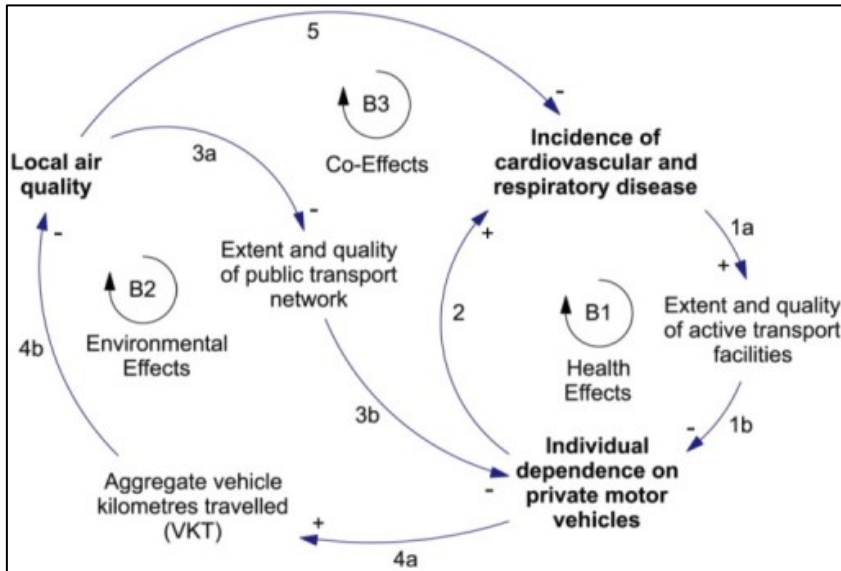 5
B3
Co-Effects
3a
Local air
quality
-
Incidence of
cardiovascular and
respiratory disease
1a
+
-
-
Extent and quality
of public transport
network
+
B2
Environmental
Effects
4b
2
B1
Health
Effects
Extent and quality
of active transport
facilities
3b
1b
-
-
Individual
dependence on
private motor
vehicles
Aggregate vehicle
kilometres travelled
(VKT)
+
4a